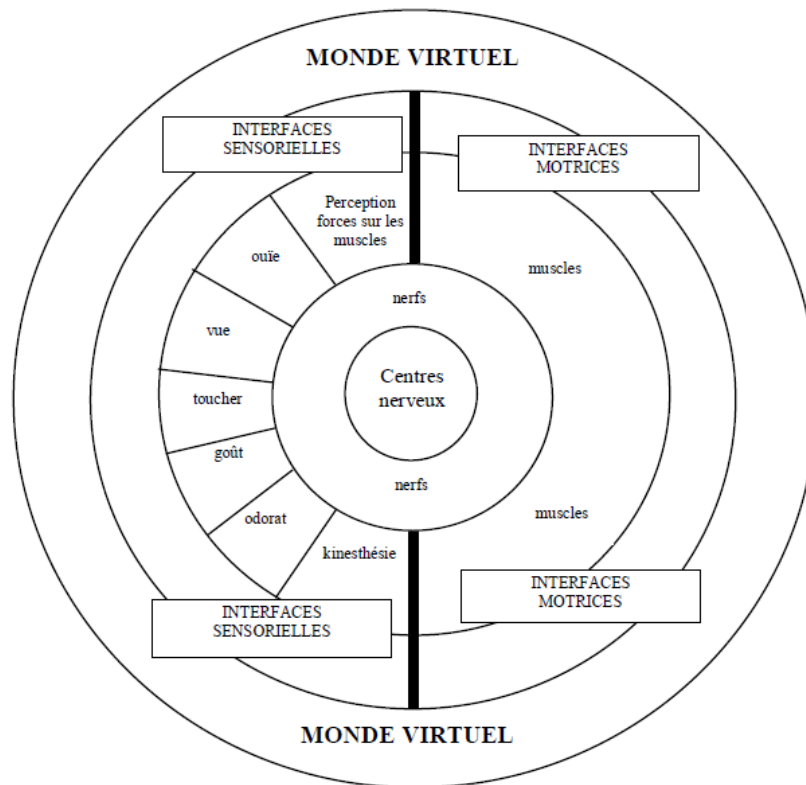 MONDE VIRTUEL
INTERFACES
SENSORIELLES
INTERFACES
MOTRICES
Perception
forces sur les
muscles
ouïe
muscles
nerfs
vue
Centres
nerveux
toucher
goût
nerfs
odorat
muscles
kinesthésie
INTERFACES
MOTRICES
INTERFACES
SENSORIELLES
MONDE VIRTUEL